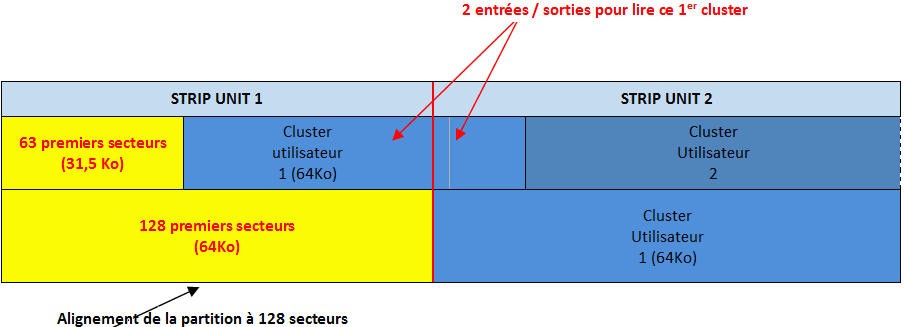 2 entrées / sorties pour lire ce 1er cluster
STRIP UNIT 1
STRIP UNIT 2
63 premiers secteurs
(31,5 Ko)
Cluster
utilisateur
1 (64Ko)
Cluster
Utilisateur
2
128 premiers secteurs
(64Ko)
Cluster
Utilisateur
1 (64Ko)
Alignement de la partition à 128 secteurs